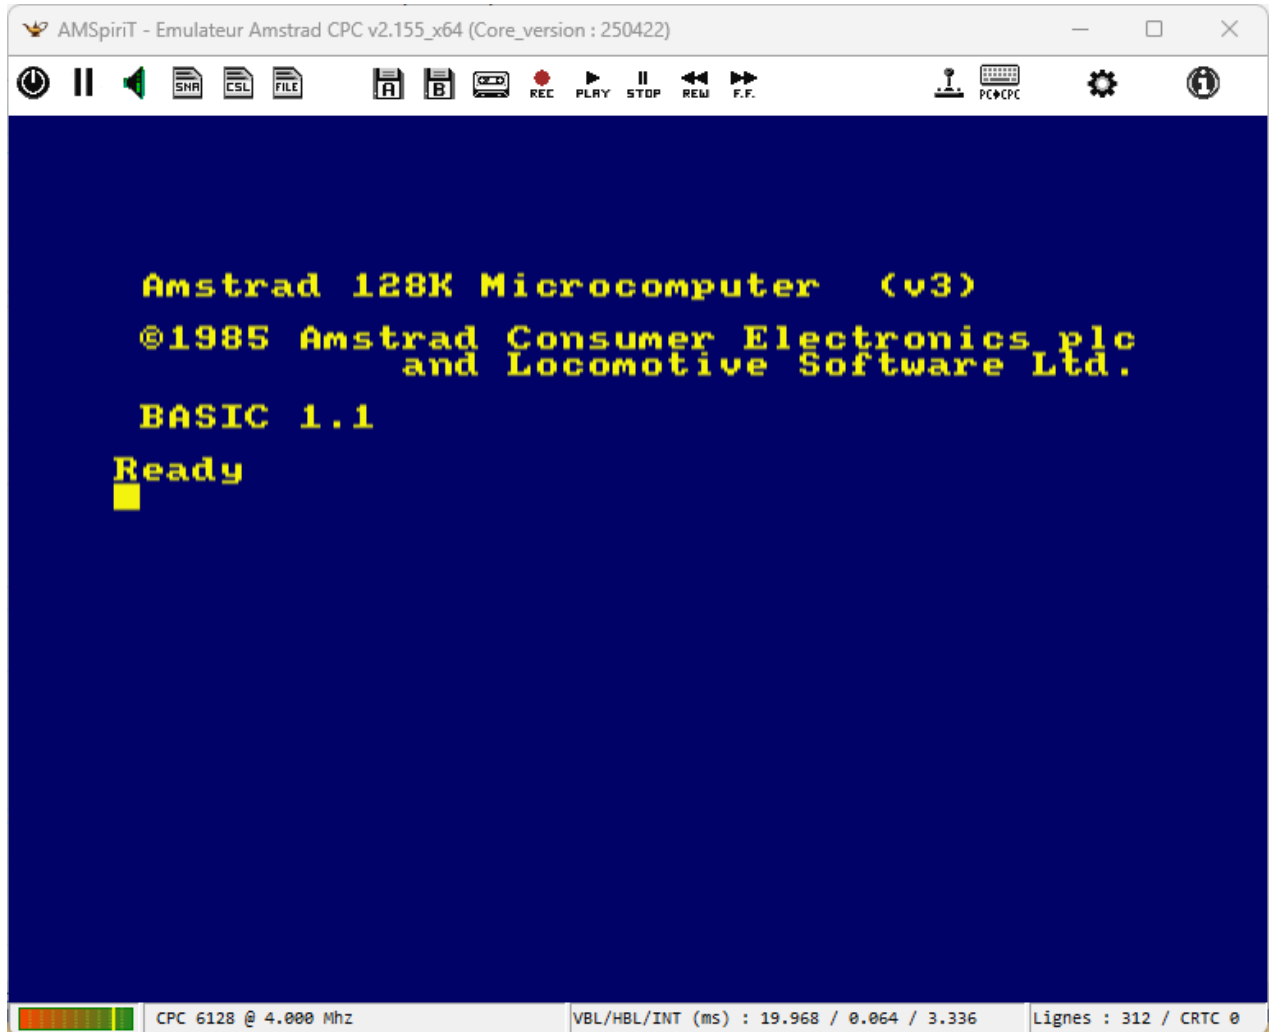 AMSpiriT - Emulateur Amstrad CPC v2.155_x64 (Core_version : 250422)
SNA CSL FILE A B REC PLAY STOP REW F.F. PC CPC
Amstrad 128K Microcomputer (v3)
©1985 Amstrad Consumer Electronics plc
and Locomotive Software Ltd.
BASIC 1.1
Ready
CPC 6128 @ 4.000 Mhz VBL/HBL/INT (ms) : 19.968 / 0.064 / 3.336 Lignes : 312 / CRTC 0